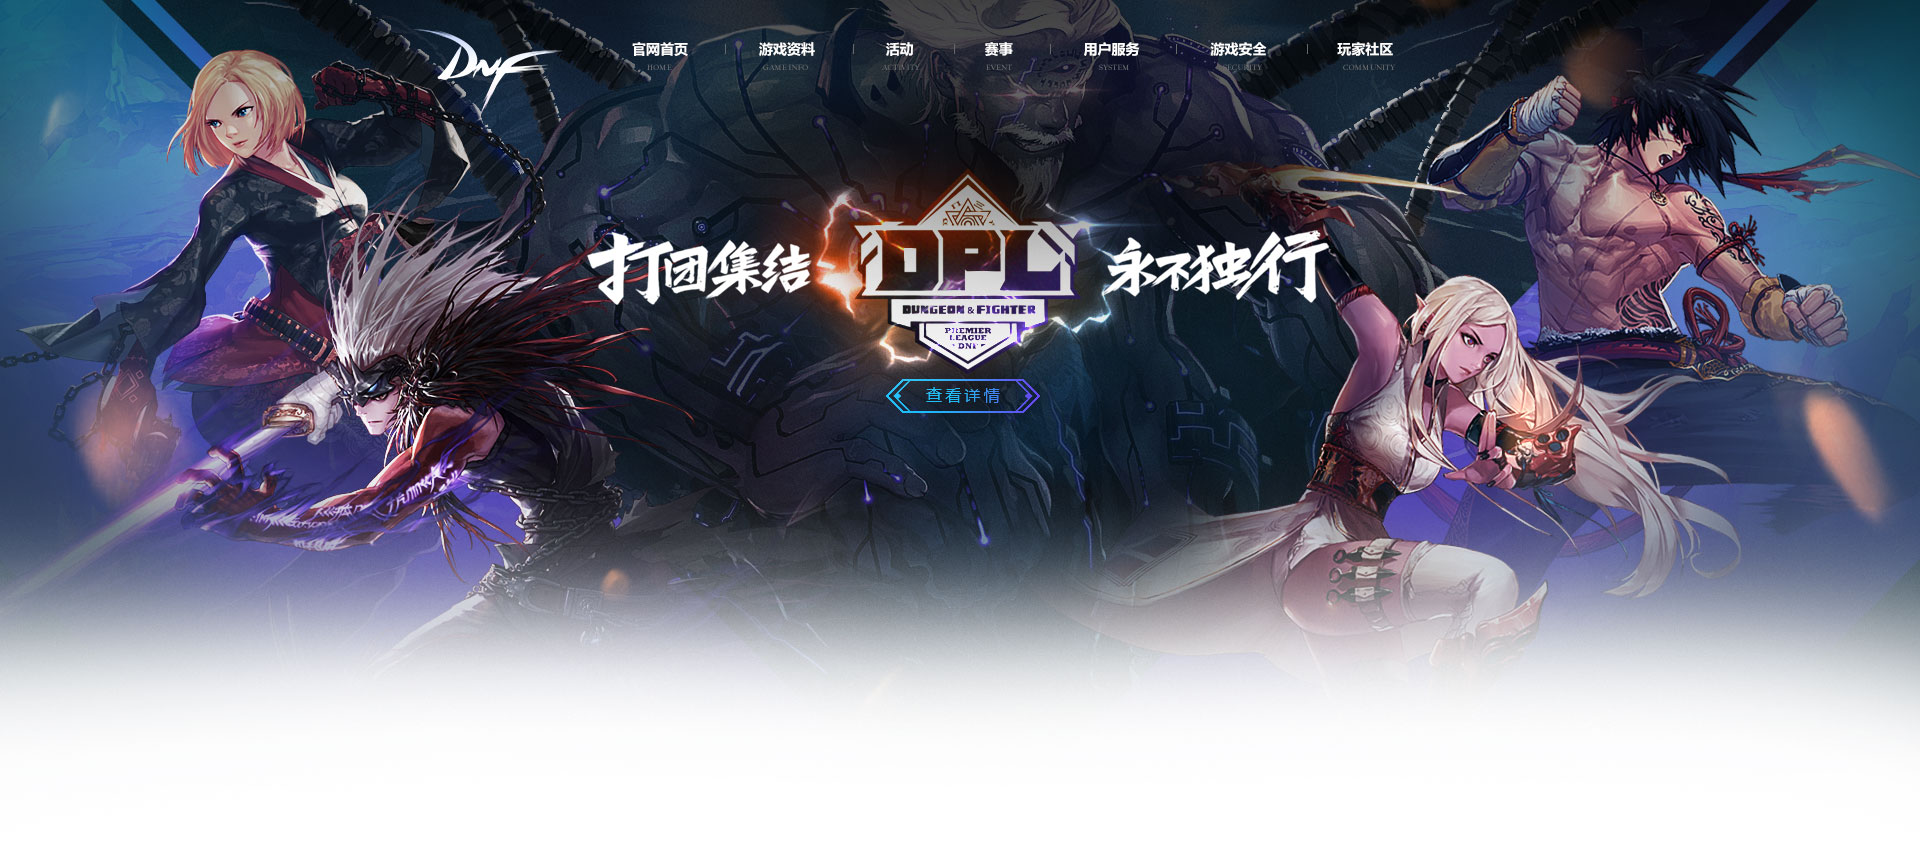 DNF
官网首页 游戏资料 活动 赛事 用户服务 游戏安全 玩家社区
HOME GAME INFO ACTIVITY EVENT SYSTEM SECURITY COMMUNITY
打团集结 DPL 永不独行
DUNGEON & FIGHTER
PREMIER
LEAGUE
DNF
查看详情